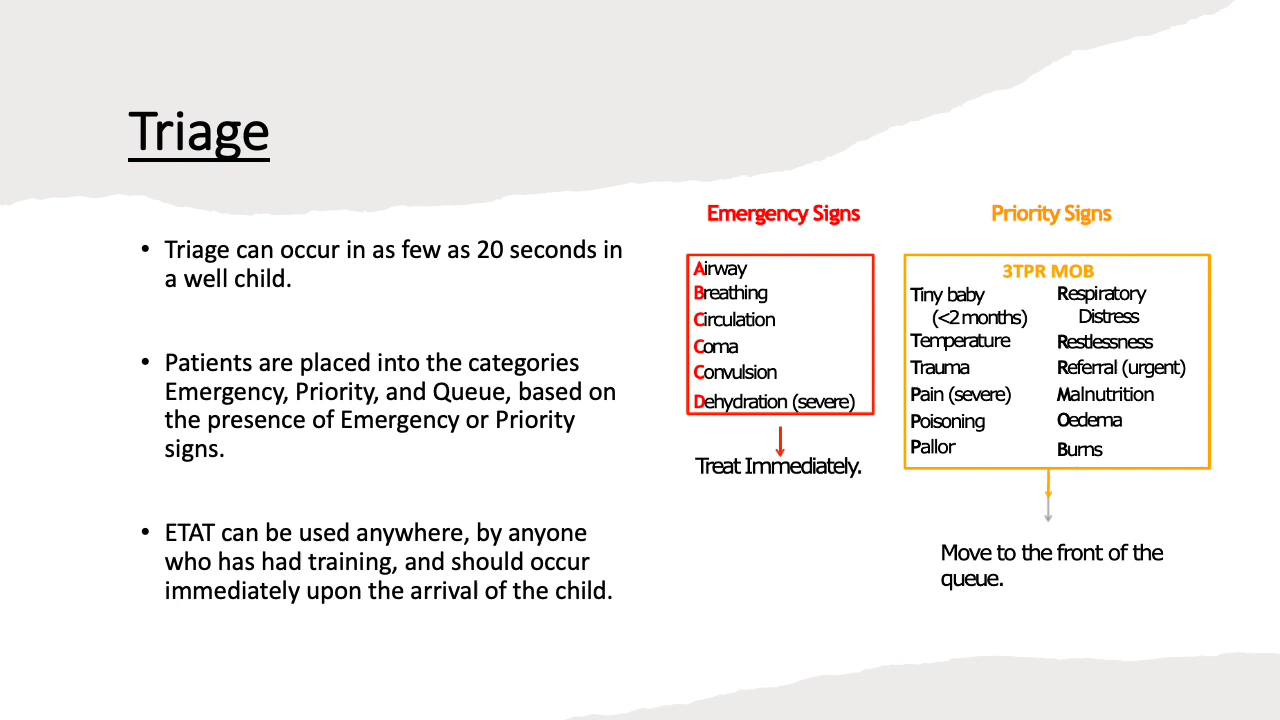 Triage
• Triage can occur in as few as 20 seconds in
a well child.
• Patients are placed into the categories
Emergency, Priority, and Queue, based on
the presence of Emergency or Priority
signs.
• ETAT can be used anywhere, by anyone
who has had training, and should occur
immediately upon the arrival of the child.
Emergency Signs
Airway
Breathing
Circulation
Coma
Convulsion
Dehydration (severe)
Treat Immediately.
Priority Signs
3TPR MOB
Tiny baby
(<2 months)
Temperature
Trauma
Pain (severe)
Poisoning
Pallor
Respiratory
Distress
Restlessness
Referral (urgent)
Malnutrition
Oedema
Burns
Move to the front of the
queue.